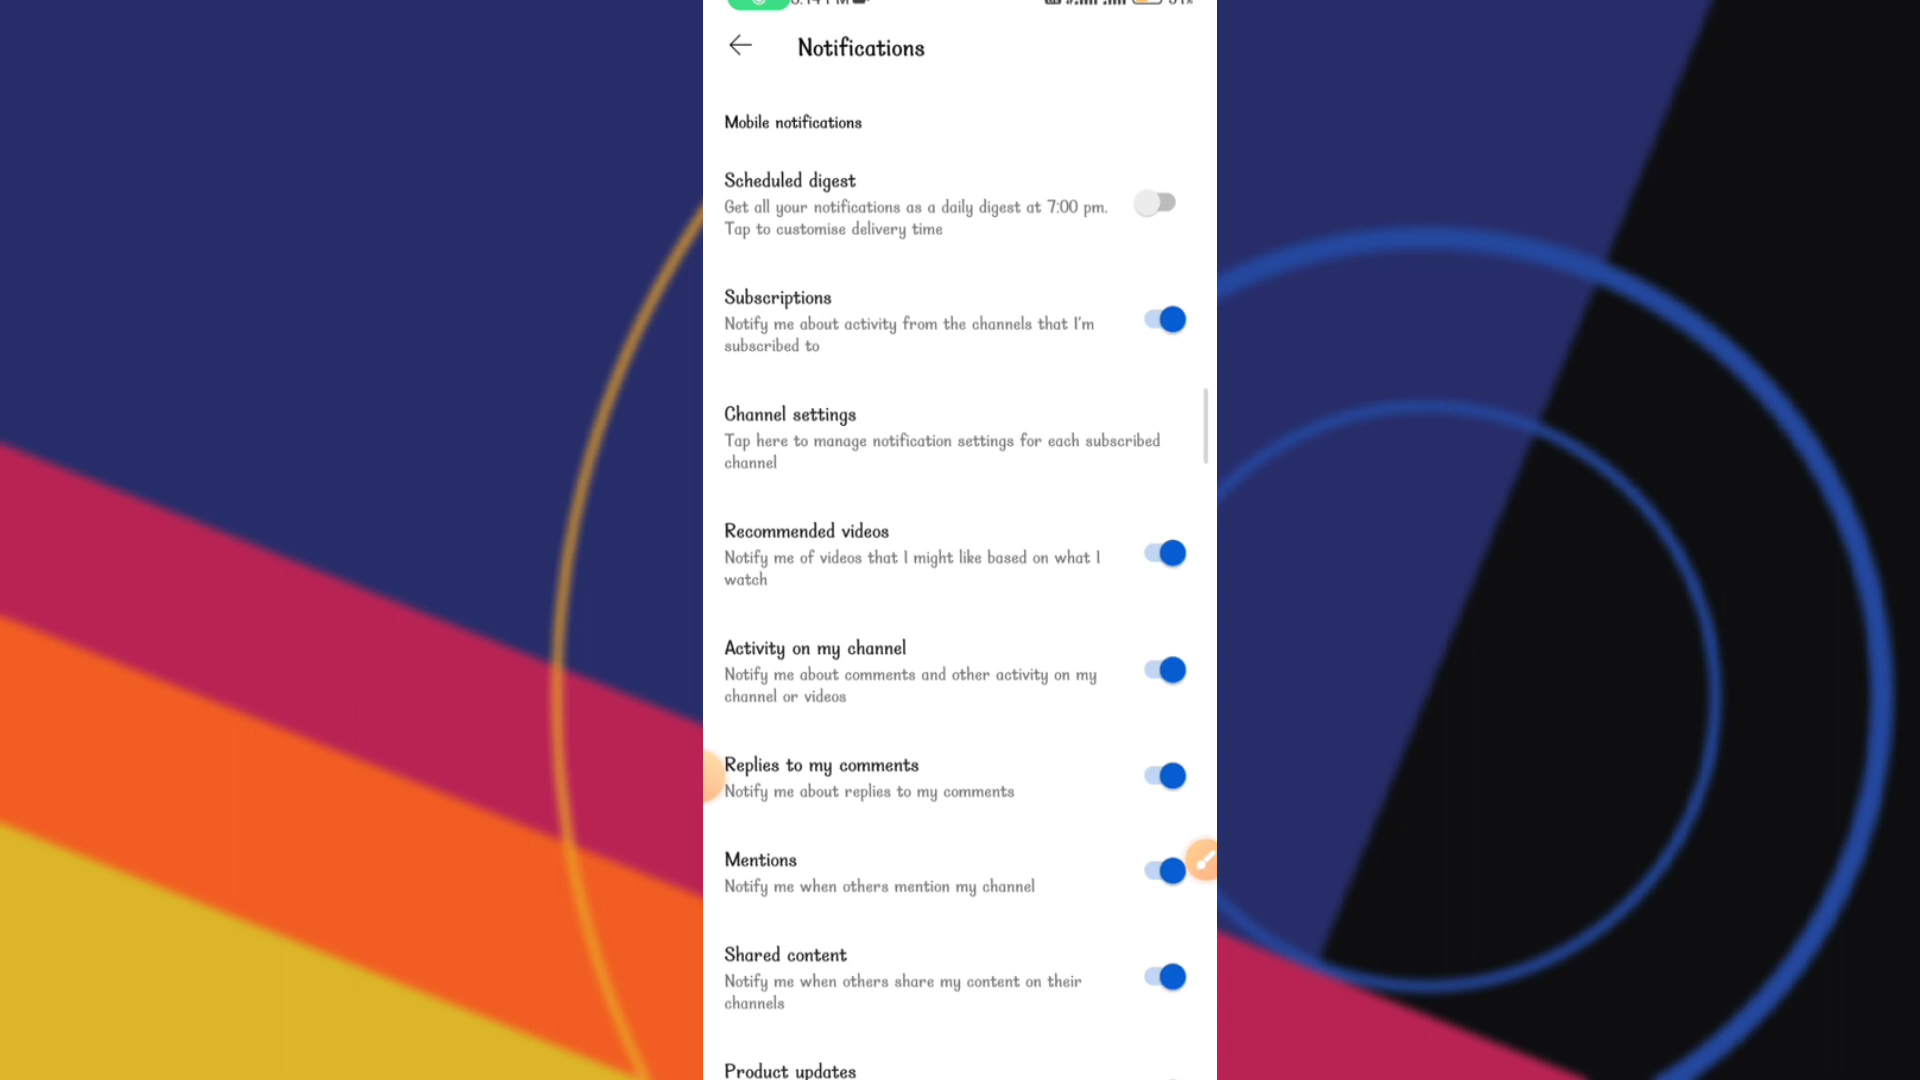 Notifications
Mobile notifications
Scheduled digest
Get all your notifications as a daily digest at 7:00 pm.
Tap to customise delivery time
Subscriptions
Notify me about activity from the channels that I'm
subscribed to
Channel settings
Tap here to manage notification settings for each subscribed
channel
Recommended videos
Notify me of videos that I might like based on what I
watch
Activity on my channel
Notify me about comments and other activity on my
channel or videos
Replies to my comments
Notify me about replies to my comments
Mentions
Notify me when others mention my channel
Shared content
Notify me when others share my content on their
channels
Product updates